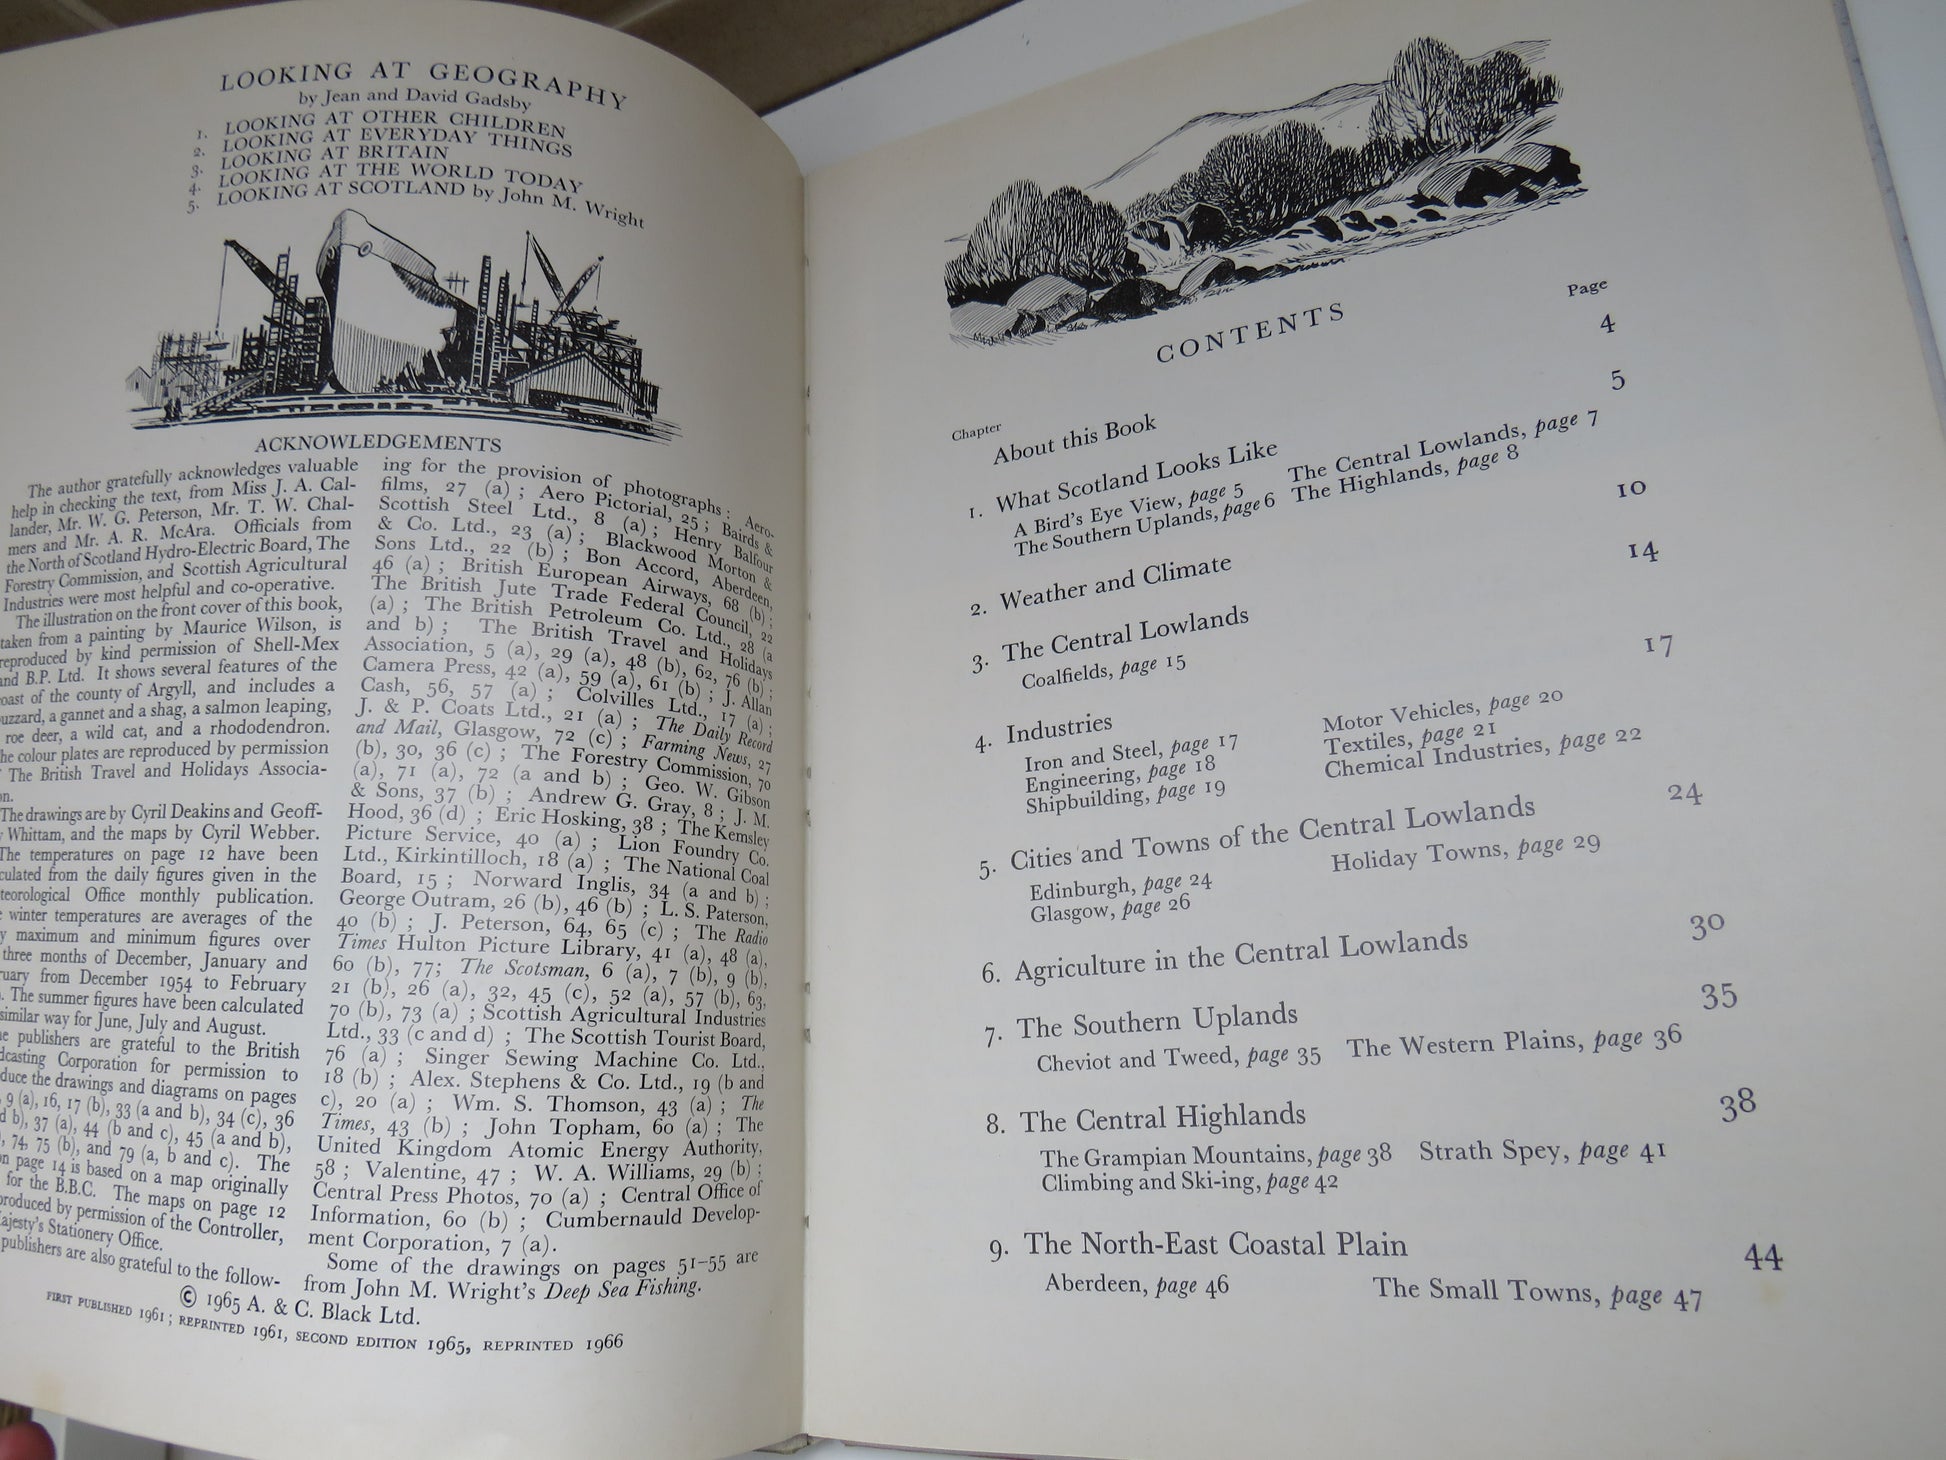 LOOKING AT GEOGRAPHY
by Jean and David Gadsby
1. LOOKING AT OTHER CHILDREN
2. LOOKING AT EVERYDAY THINGS
3. LOOKING AT BRITAIN
4. LOOKING AT THE WORLD TODAY
5. LOOKING AT SCOTLAND by John M. Wright
ACKNOWLEDGEMENTS
The author gratefully acknowledges valuable
help in checking the text, from Miss J. A. Cal-
lander, Mr. W. G. Peterson, Mr. T. W. Chal-
mers and Mr. A. R. McAra. Officials from
the North of Scotland Hydro-Electric Board, The
Forestry Commission, and Scottish Agricultural
Industries were most helpful and co-operative.
The illustration on the front cover of this book,
taken from a painting by Maurice Wilson, is
reproduced by kind permission of Shell-Mex
and B.P. Ltd. It shows several features of the
oast of the county of Argyll, and includes a
uzzard, a gannet and a shag, a salmon leaping,
roe deer, a wild cat, and a rhododendron.
he colour plates are reproduced by permission
The British Travel and Holidays Associa-
on.
The drawings are by Cyril Deakins and Geoff-
Whittam, and the maps by Cyril Webber.
The temperatures on page 12 have been
culated from the daily figures given in the
teorological Office monthly publication.
winter temperatures are averages of the
y maximum and minimum figures over
three months of December, January and
ruary from December 1954 to February
The summer figures have been calculated
similar way for June, July and August.
e publishers are grateful to the British
dcasting Corporation for permission to
duce the drawings and diagrams on pages
9 (a), 16, 17 (b), 33 (a and b), 34 (c), 36
d b), 37 (a), 44 (b and c), 45 (a and b),
74, 75 (b), and 79 (a, b and c). The
on page 14 is based on a map originally
for the B.B.C. The maps on page 12
produced by permission of the Controller,
ajesty's Stationery Office.
publishers are also grateful to the follow-
ing for the provision of photographs: Aero-
films, 27 (a); Aero Pictorial, 25; Bairds &
Scottish Steel Ltd., 8 (a); Henry Balfour
& Co. Ltd., 23 (a); Blackwood Morton &
Sons Ltd., 22 (b); Bon Accord, Aberdeen,
46 (a); British European Airways, 68 (b);
The British Jute Trade Federal Council, 22
(a); The British Petroleum Co. Ltd., 28 (a
and b); The British Travel and Holidays
Association, 5 (a), 29 (a), 48 (b), 62, 76 (b);
Camera Press, 42 (a), 59 (a), 61 (b); J. Allan
Cash, 56, 57 (a); Colvilles Ltd., 17 (a);
J. & P. Coats Ltd., 21 (a); The Daily Record
and Mail, Glasgow, 72 (c); Farming News, 27
(b), 30, 36 (c); The Forestry Commission, 70
(a), 71 (a), 72 (a and b); Geo. W. Gibson
& Sons, 37 (b); Andrew G. Gray, 8; J. M.
Hood, 36 (d); Eric Hosking, 38; The Kemsley
Picture Service, 40 (a); Lion Foundry Co.
Ltd., Kirkintilloch, 18 (a); The National Coal
Board, 15; Norward Inglis, 34 (a and b);
George Outram, 26 (b), 46 (b); L. S. Paterson,
40 (b); J. Peterson, 64, 65 (c); The Radio
Times Hulton Picture Library, 41 (a), 48 (a),
60 (b), 77; The Scotsman, 6 (a), 7 (b), 9 (b),
21 (b), 26 (a), 32, 45 (c), 52 (a), 57 (b), 63,
70 (b), 73 (a); Scottish Agricultural Industries
Ltd., 33 (c and d); The Scottish Tourist Board,
76 (a); Singer Sewing Machine Co. Ltd.,
18 (b); Alex. Stephens & Co. Ltd., 19 (b and
c), 20 (a); Wm. S. Thomson, 43 (a); The
Times, 43 (b); John Topham, 60 (a); The
United Kingdom Atomic Energy Authority,
58; Valentine, 47; W. A. Williams, 29 (b);
Central Press Photos, 70 (a); Central Office of
Information, 60 (b); Cumbernauld Develop-
ment Corporation, 7 (a).
Some of the drawings on pages 51-55 are
from John M. Wright's Deep Sea Fishing.
© 1965 A. & C. Black Ltd.
FIRST PUBLISHED 1961; REPRINTED 1961, SECOND EDITION 1965, REPRINTED 1966
CONTENTS
Chapter Page
About this Book 4
1. What Scotland Looks Like 5
A Bird's Eye View, page 5 The Central Lowlands, page 7
The Southern Uplands, page 6 The Highlands, page 8
2. Weather and Climate 10
3. The Central Lowlands 14
Coalfields, page 15
4. Industries 17
Iron and Steel, page 17 Motor Vehicles, page 20
Engineering, page 18 Textiles, page 21
Shipbuilding, page 19 Chemical Industries, page 22
5. Cities and Towns of the Central Lowlands 24
Edinburgh, page 24 Holiday Towns, page 29
Glasgow, page 26
6. Agriculture in the Central Lowlands 30
7. The Southern Uplands 35
Cheviot and Tweed, page 35 The Western Plains, page 36
8. The Central Highlands 38
The Grampian Mountains, page 38 Strath Spey, page 41
Climbing and Ski-ing, page 42
9. The North-East Coastal Plain 44
Aberdeen, page 46 The Small Towns, page 47